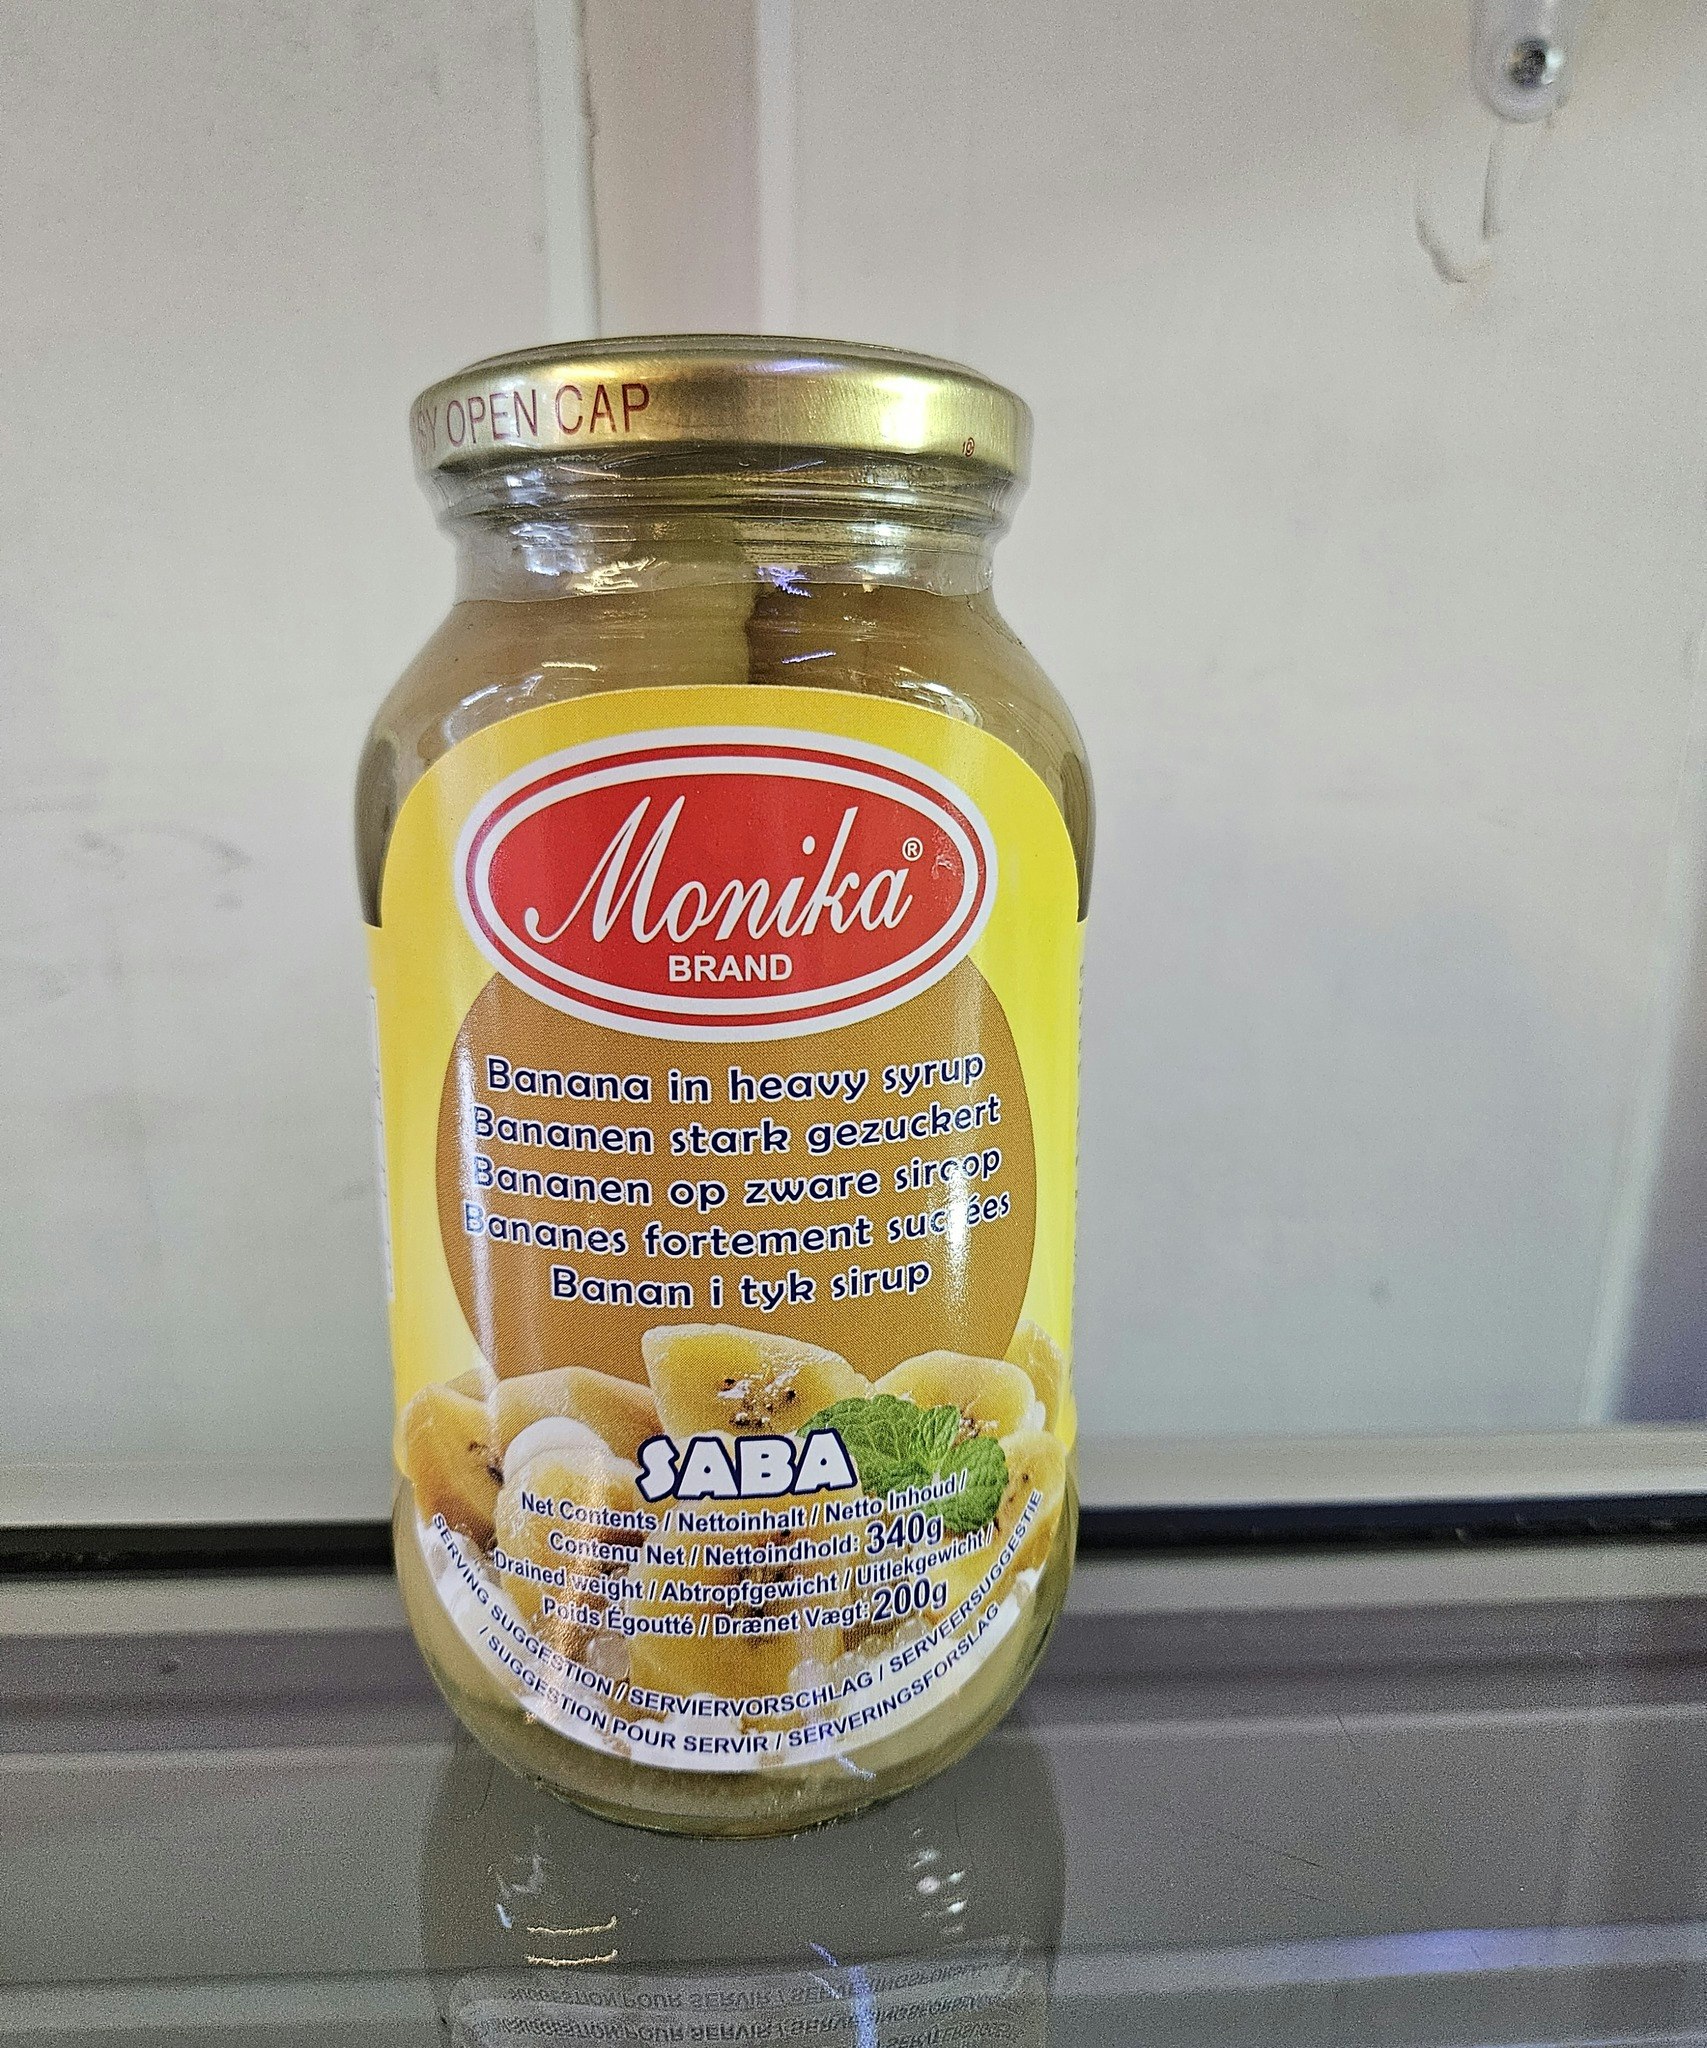 OPEN CAP
Monika®
BRAND
Banana in heavy syrup
Bananen stark gezuckert
Bananen op zware siroop
Bananes fortement sucrées
Banan i tyk sirup
SABA
Net Contents / Nettoinhalt / Netto Inhoud /
Contenu Net / Nettoindhold: 340g
Drained weight / Abtropfgewicht / Uitlekgewicht /
Poids Égoutté / Drænet Vægt: 200g
SERVING SUGGESTION / SERVIERVORSCHLAG / SERVEERSUGGESTIE
/ SUGGESTION POUR SERVIR / SERVERINGSFORSLAG